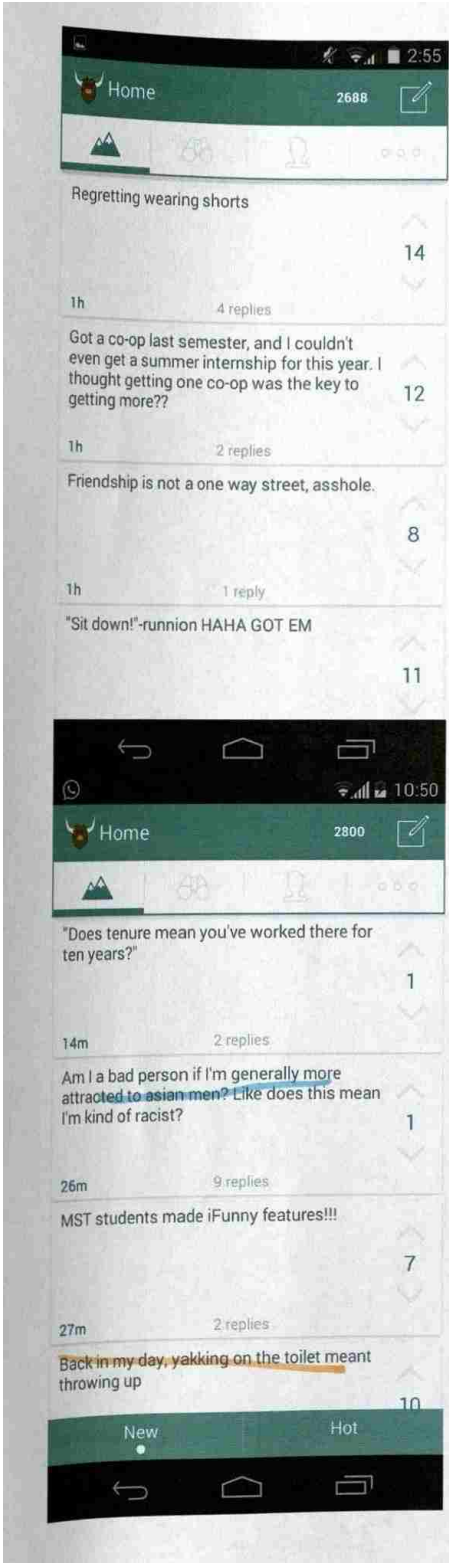 2:55
Home
2688
Regretting wearing shorts
14
1h
4 replies
Got a co-op last semester, and I couldn't
even get a summer internship for this year. I
thought getting one co-op was the key to
getting more??
12
1h
2 replies
Friendship is not a one way street, asshole.
8
1h
1 reply
"Sit down!"-runnion HAHA GOT EM
11
10:50
Home
2800
"Does tenure mean you've worked there for
ten years?"
1
14m
2 replies
Am I a bad person if I'm generally more
attracted to asian men? Like does this mean
I'm kind of racist?
1
26m
9 replies
MST students made iFunny features!!!
7
27m
2 replies
Back in my day, yakking on the toilet meant
throwing up
10
New
Hot